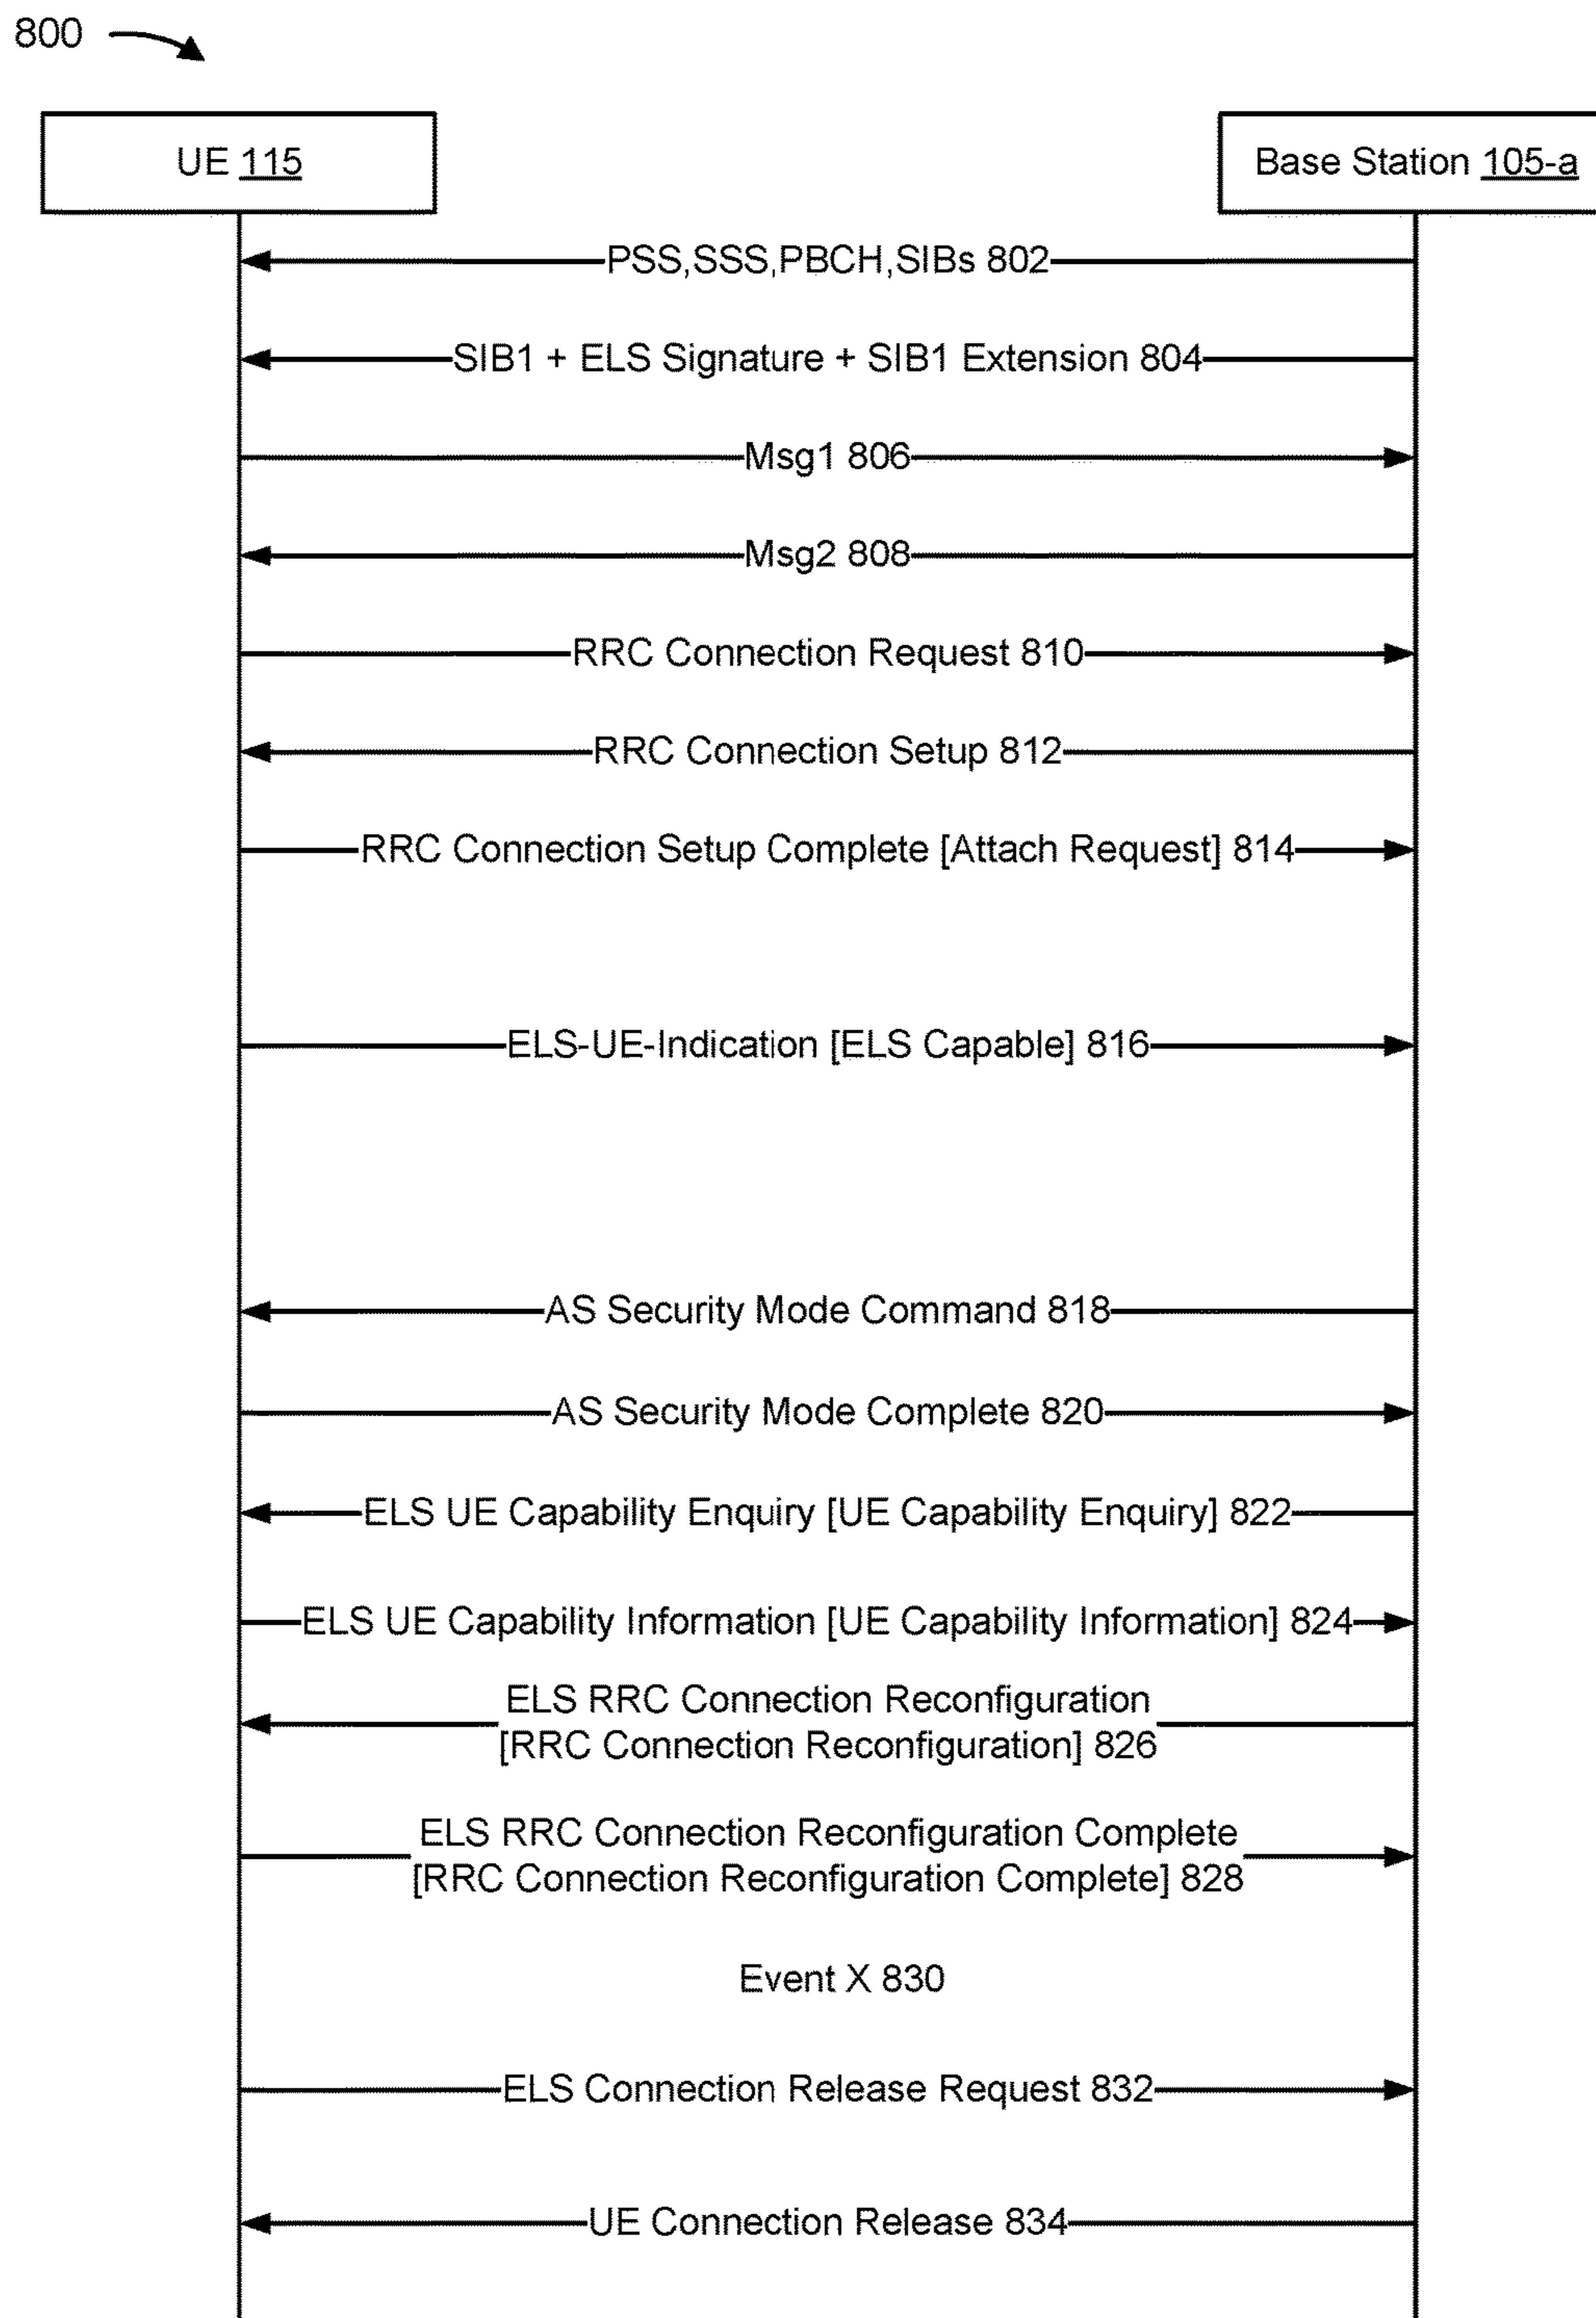 800
UE 115
Base Station 105-a
PSS,SSS,PBCH,SIBs 802
SIB1 + ELS Signature + SIB1 Extension 804
Msg1 806
Msg2 808
RRC Connection Request 810
RRC Connection Setup 812
RRC Connection Setup Complete [Attach Request] 814
ELS-UE-Indication [ELS Capable] 816
AS Security Mode Command 818
AS Security Mode Complete 820
ELS UE Capability Enquiry [UE Capability Enquiry] 822
ELS UE Capability Information [UE Capability Information] 824
ELS RRC Connection Reconfiguration
[RRC Connection Reconfiguration] 826
ELS RRC Connection Reconfiguration Complete
[RRC Connection Reconfiguration Complete] 828
Event X 830
ELS Connection Release Request 832
UE Connection Release 834